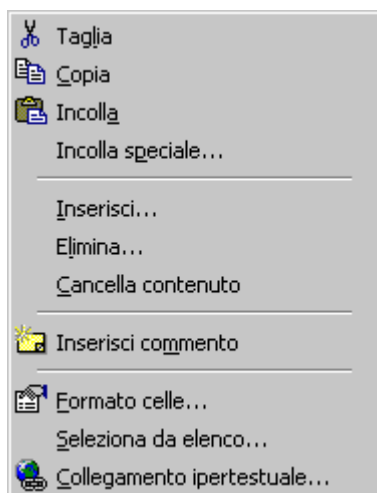 Taglia
Copia
Incolla
Incolla speciale...
Inserisci...
Elimina...
Cancella contenuto
Inserisci commento
Formato celle...
Seleziona da elenco...
Collegamento ipertestuale...